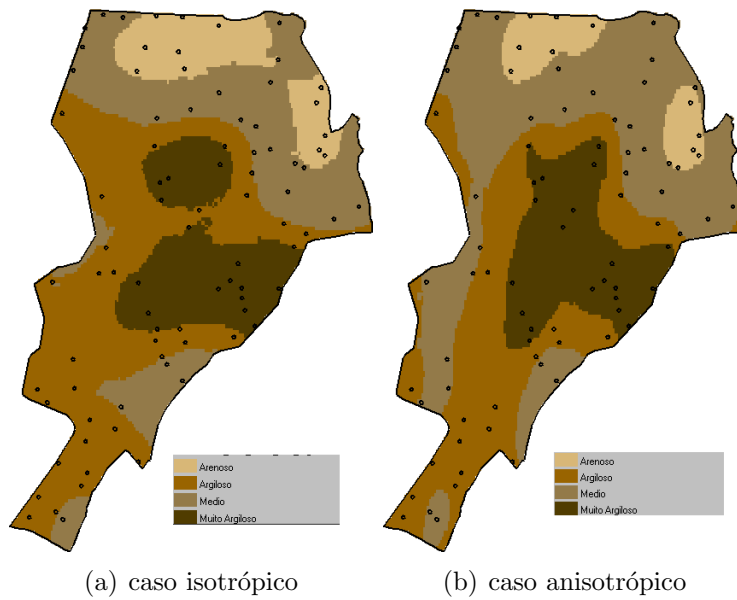 Arenoso
Argiloso
Medio
Muito Argiloso
Arenoso
Argiloso
Medio
Muito Argiloso
(a) caso isotrópico
(b) caso anisotrópico